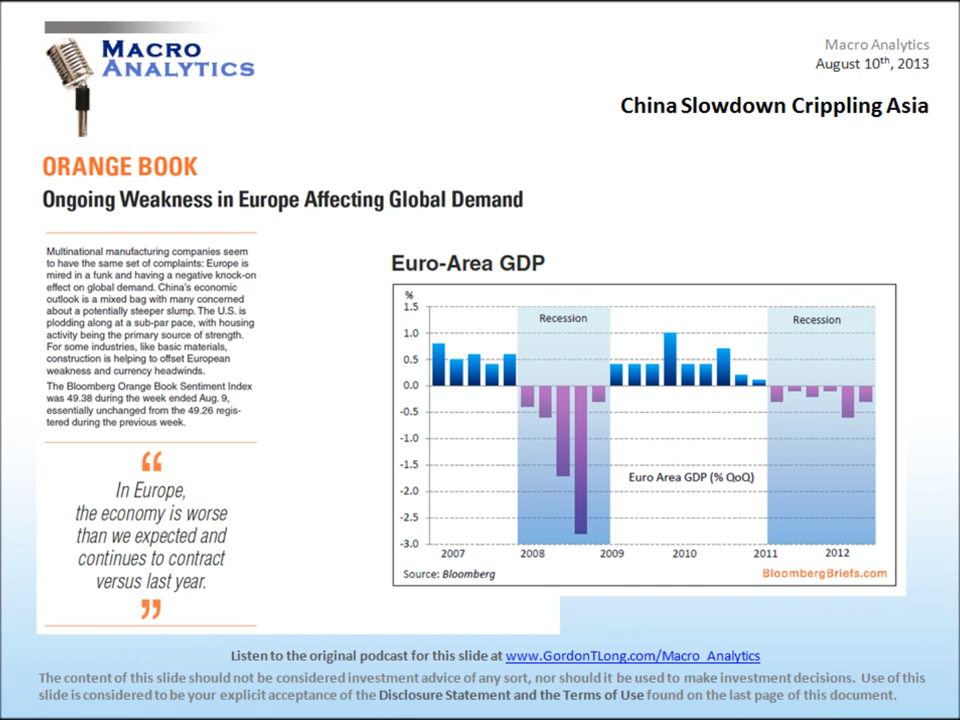 MACRO
ANALYTICS
Macro Analytics
August 10th, 2013
China Slowdown Crippling Asia
ORANGE BOOK
Ongoing Weakness in Europe Affecting Global Demand
Multinational manufacturing companies seem
to have the same set of complaints: Europe is
mired in a funk and having a negative knock-on
effect on global demand. China's economic
outlook is a mixed bag with many concerned
about a potentially steeper slump. The U.S. is
plodding along at a sub-par pace, with housing
activity being the primary source of strength.
For some industries, like basic materials,
construction is helping to offset European
weakness and currency headwinds.
The Bloomberg Orange Book Sentiment Index
was 49.38 during the week ended Aug. 9,
essentially unchanged from the 49.26 regis-
tered during the previous week.
“
In Europe,
the economy is worse
than we expected and
continues to contract
versus last year.
”
Euro-Area GDP
%
1.5
1.0
0.5
0.0
-0.5
-1.0
-1.5
-2.0
-2.5
-3.0
Recession
Recession
Euro Area GDP (% QoQ)
2007 2008 2009 2010 2011 2012
Source: Bloomberg
BloombergBriefs.com
Listen to the original podcast for this slide at www.GordonTLong.com/Macro_Analytics
The content of this slide should not be considered investment advice of any sort, nor should it be used to make investment decisions. Use of this
slide is considered to be your explicit acceptance of the Disclosure Statement and the Terms of Use found on the last page of this document.